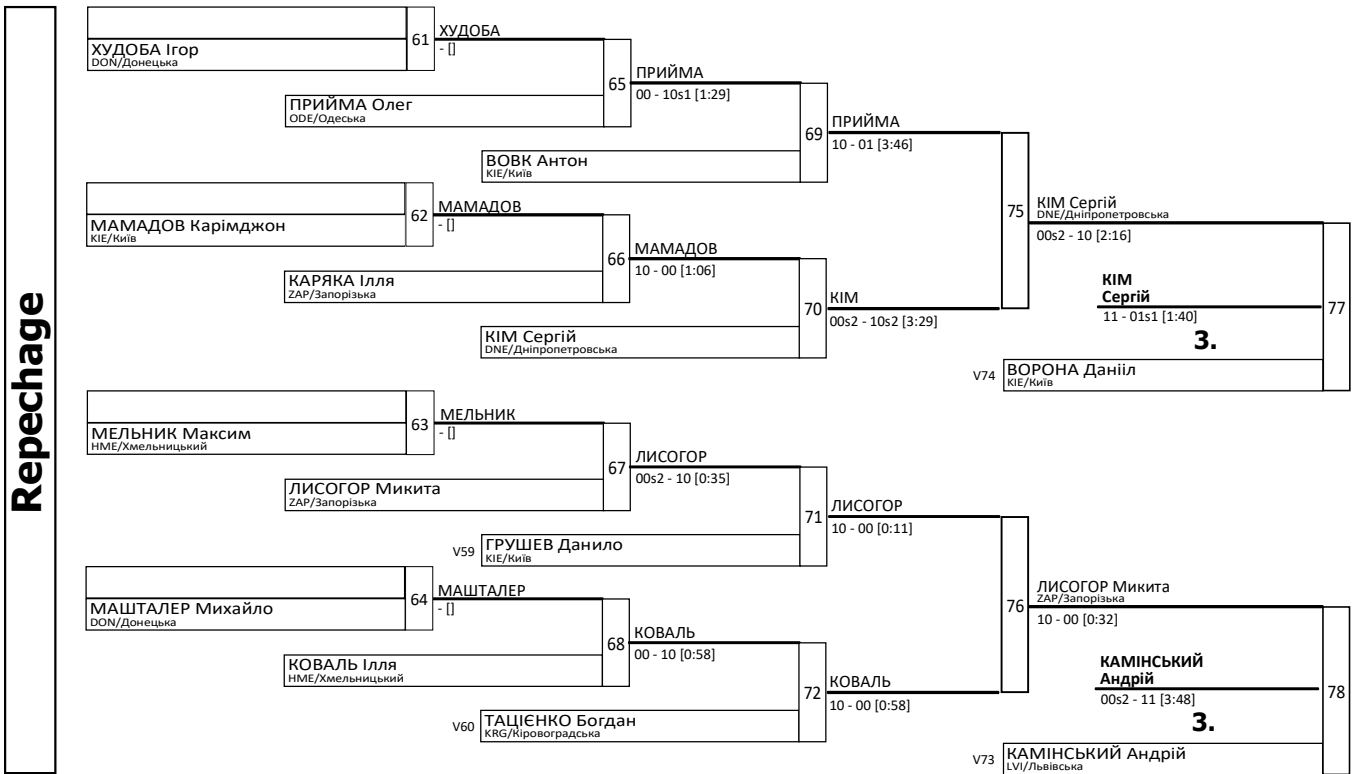 Repechage
61
ХУДОБА
ХУДОБА Ігор
- []
DON/Донецька
65
ПРИЙМА
00 - 10s1 [1:29]
ПРИЙМА Олег
ODE/Одеська
69
ПРИЙМА
10 - 01 [3:46]
ВОВК Антон
KIE/Київ
62
МАМАДОВ
МАМАДОВ Карімджон
- []
KIE/Київ
75
КІМ Сергій
DNE/Дніпропетровська
00s2 - 10 [2:16]
66
МАМАДОВ
10 - 00 [1:06]
КАРЯКА Ілля
ZAP/Запорізька
КІМ
Сергій
11 - 01s1 [1:40]
3.
77
70
КІМ
00s2 - 10s2 [3:29]
КІМ Сергій
DNE/Дніпропетровська
V74
ВОРОНА Данііл
KIE/Київ
63
МЕЛЬНИК
МЕЛЬНИК Максим
- []
HME/Хмельницький
67
ЛИСОГОР
00s2 - 10 [0:35]
ЛИСОГОР Микита
ZAP/Запорізька
71
ЛИСОГОР
10 - 00 [0:11]
V59
ГРУШЕВ Данило
KIE/Київ
64
МАШТАЛЕР
МАШТАЛЕР Михайло
- []
DON/Донецька
76
ЛИСОГОР Микита
ZAP/Запорізька
10 - 00 [0:32]
68
КОВАЛЬ
00 - 10 [0:58]
КОВАЛЬ Ілля
HME/Хмельницький
КАМІНСЬКИЙ
Андрій
00s2 - 11 [3:48]
3.
78
72
КОВАЛЬ
10 - 00 [0:58]
V60
ТАЦІЄНКО Богдан
KRG/Кіровоградська
V73
КАМІНСЬКИЙ Андрій
LVI/Львівська